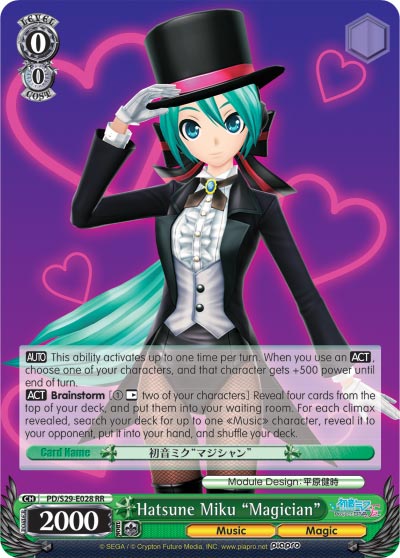 LEVEL
0
0
COST
AUTO This ability activates up to one time per turn. When you use an ACT,
choose one of your characters, and that character gets +500 power until
end of turn.
ACT Brainstorm [① two of your characters] Reveal four cards from the
top of your deck, and put them into your waiting room. For each climax
revealed, search your deck for up to one «Music» character, reveal it
to your opponent, put it into your hand, and shuffle your deck.
Card Name 初音ミク"マジシャン"
Module Design: 平原健時
CH PD/S29-E028 RR
2000
Hatsune Miku "Magician"
初音ミク
Music
Magic
© SEGA / © Crypton Future Media, INC. www.piapro.net piapro